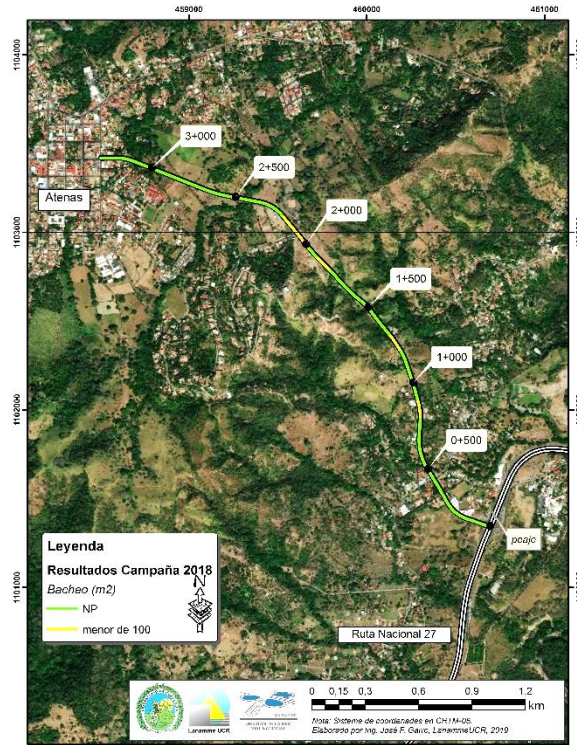 459000 460000 461000
1104000
3+000
2+500
Atenas
2+000
1103000
1+500
1+000
1102000
0+500
peaje
Leyenda
Resultados Campaña 2018
Bacheo (m2)
N
NP
menor de 100
1101000
Ruta Nacional 27
Lanamme UCR
0 0,15 0,3 0,6 0,9 1,2
km
Nota: Sistema de coordenadas en CRTM-05.
Elaborado por Ing. José F. Garro, LanammeUCR, 2019